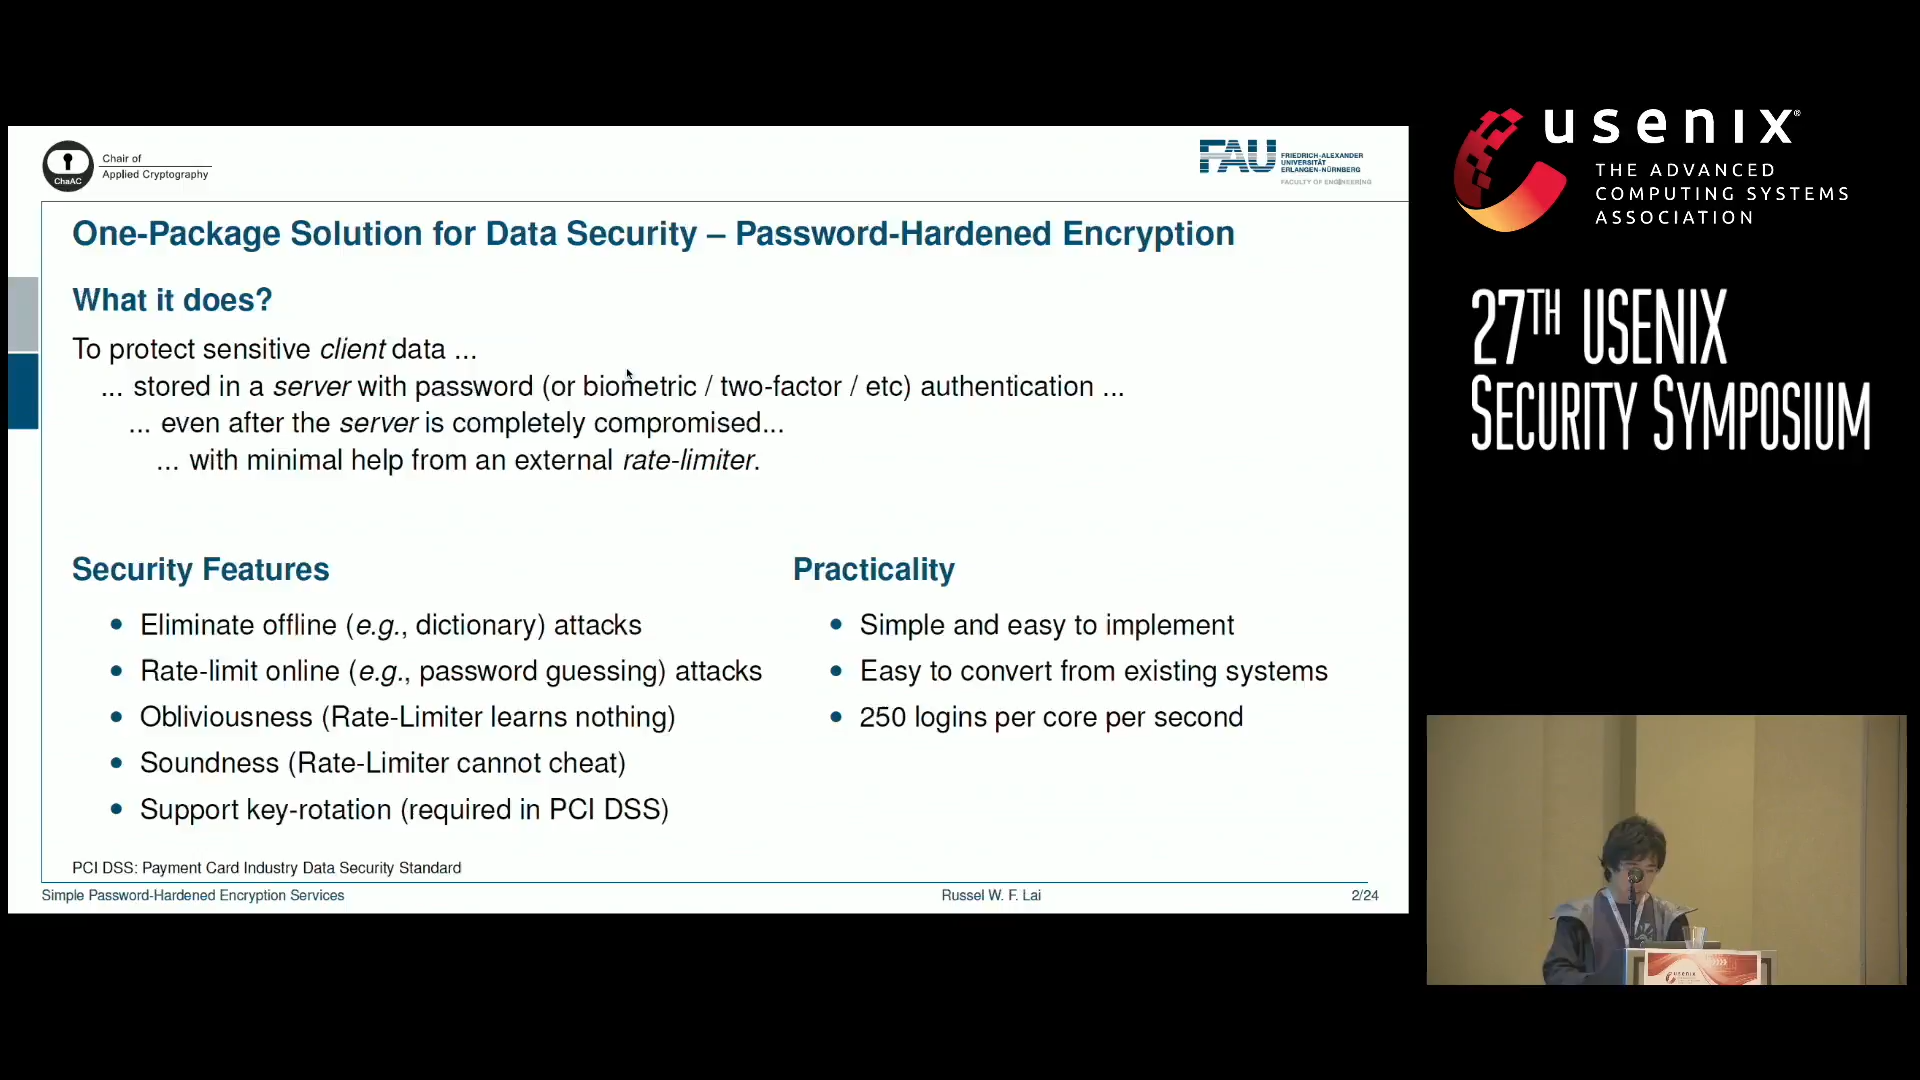 ChaAC
Chair of
Applied Cryptography
FAU
FRIEDRICH-ALEXANDER
UNIVERSITÄT
ERLANGEN-NÜRNBERG
FACULTY OF ENGINEERING
One-Package Solution for Data Security – Password-Hardened Encryption
What it does?
To protect sensitive client data ...
... stored in a server with password (or biometric / two-factor / etc) authentication ...
... even after the server is completely compromised...
... with minimal help from an external rate-limiter.
Security Features
• Eliminate offline (e.g., dictionary) attacks
• Rate-limit online (e.g., password guessing) attacks
• Obliviousness (Rate-Limiter learns nothing)
• Soundness (Rate-Limiter cannot cheat)
• Support key-rotation (required in PCI DSS)
Practicality
• Simple and easy to implement
• Easy to convert from existing systems
• 250 logins per core per second
PCI DSS: Payment Card Industry Data Security Standard
Simple Password-Hardened Encryption Services
Russel W. F. Lai
2/24
usenix®
THE ADVANCED
COMPUTING SYSTEMS
ASSOCIATION
27TH USENIX
SECURITY SYMPOSIUM
usenix